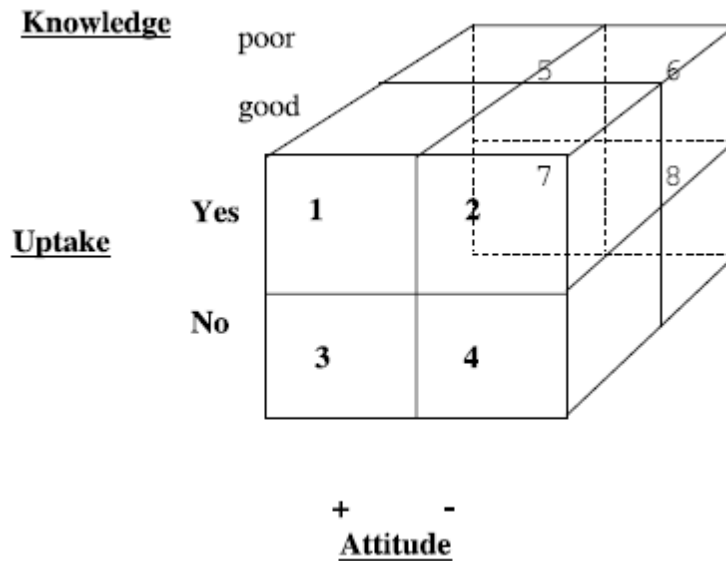 Knowledge
poor
good
5 6
7 8
Yes 1 2
Uptake
No
3 4
+ -
Attitude